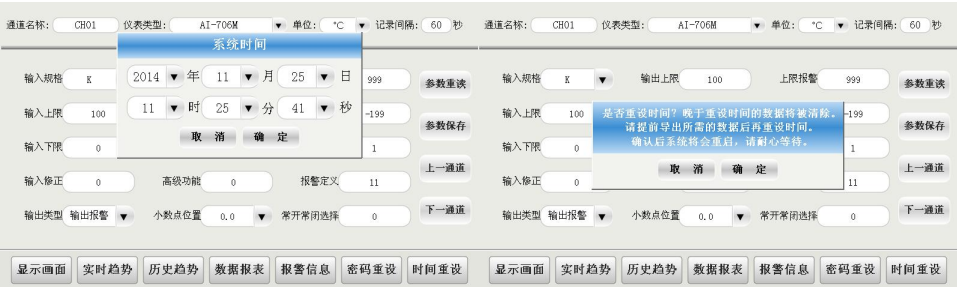 通道名称: CH01 仪表类型: AI-706M 单位: °C 记录间隔: 60 秒
系统时间
2014 年 11 月 25 日
11 时 25 分 41 秒
取 消 确 定
输入规格 K 999 参数重读
输入上限 100 -199 参数保存
输入下限 0 1 上一通道
输入修正 0 高级功能 0 报警定义 11
输出类型 输出报警 小数点位置 0.0 常开常闭选择 0 下一通道
显示画面 实时趋势 历史趋势 数据报表 报警信息 密码重设 时间重设
通道名称: CH01 仪表类型: AI-706M 单位: °C 记录间隔: 60 秒
输入规格 K 输出上限 100 上限报警 999 参数重读
输入上限 100 -199 参数保存
是否重设时间? 晚于重设时间的数据将被清除。
请提前导出所需的数据后再重设时间。
确认后系统将会重启, 请耐心等待。
取 消 确 定
输入下限 0 1 上一通道
输入修正 0 11
输出类型 输出报警 小数点位置 0.0 常开常闭选择 0 下一通道
显示画面 实时趋势 历史趋势 数据报表 报警信息 密码重设 时间重设